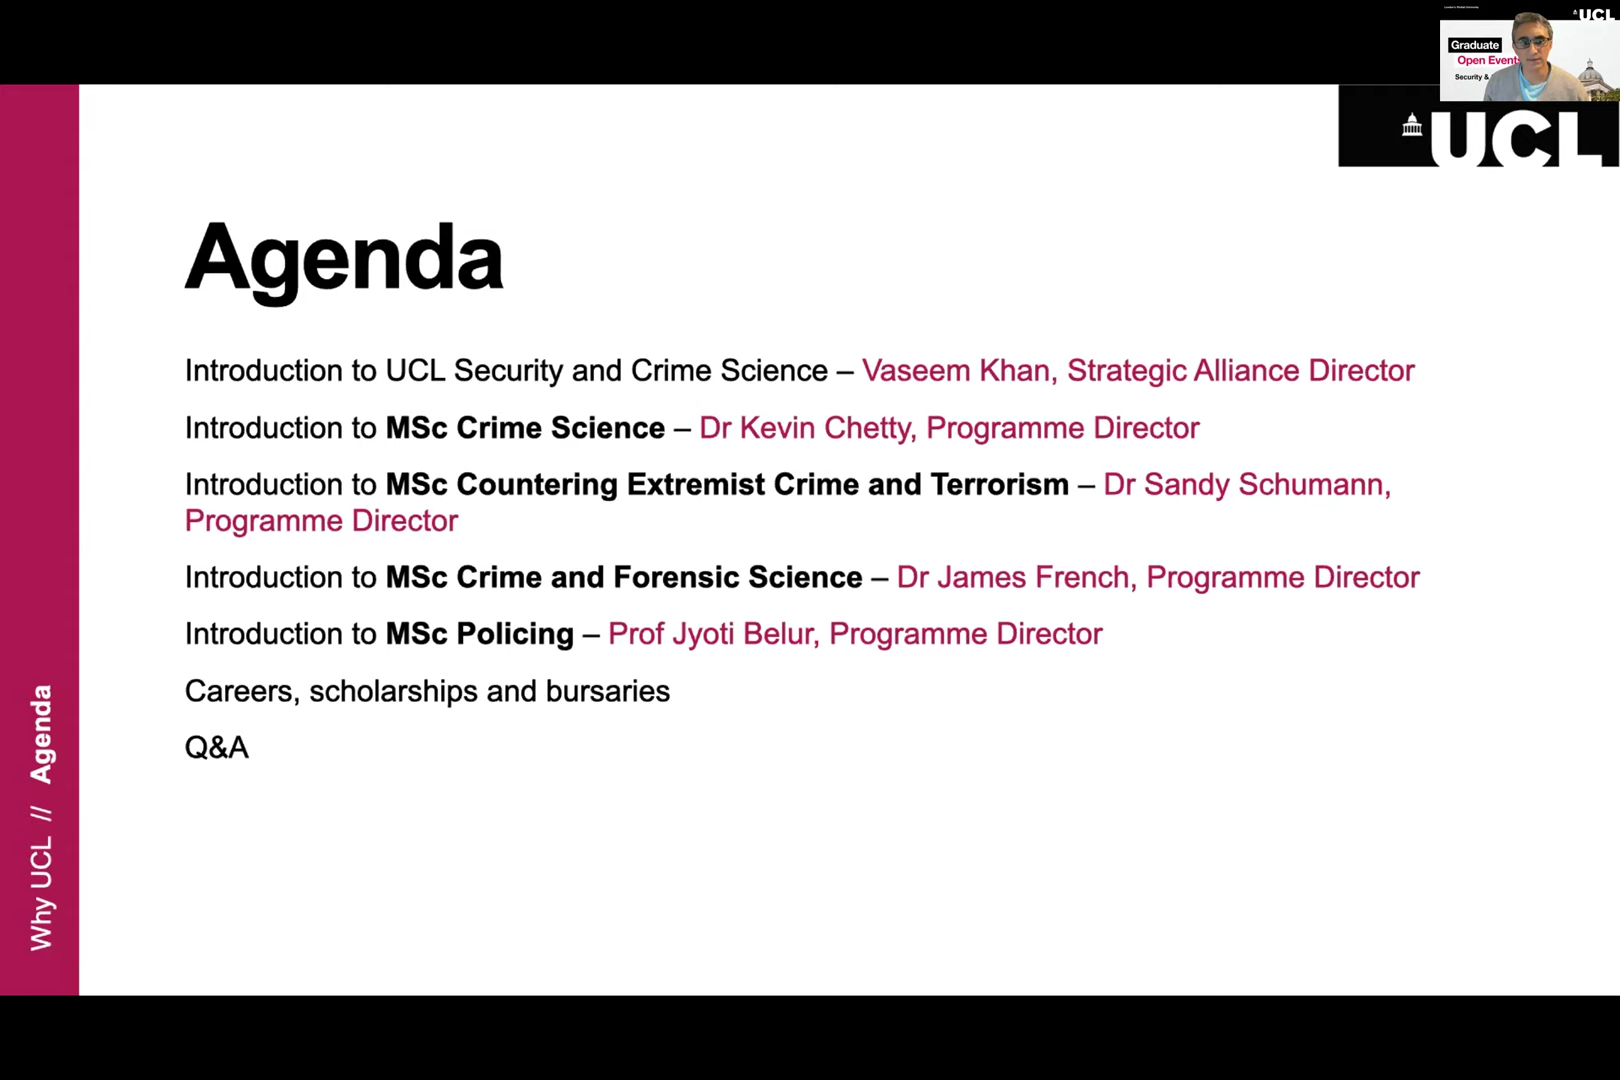 UCL
Graduate
Open Events
Security &
UCL
Agenda
Introduction to UCL Security and Crime Science – Vaseem Khan, Strategic Alliance Director
Introduction to MSc Crime Science – Dr Kevin Chetty, Programme Director
Introduction to MSc Countering Extremist Crime and Terrorism – Dr Sandy Schumann,
Programme Director
Introduction to MSc Crime and Forensic Science – Dr James French, Programme Director
Introduction to MSc Policing – Prof Jyoti Belur, Programme Director
Careers, scholarships and bursaries
Q&A
Why UCL // Agenda